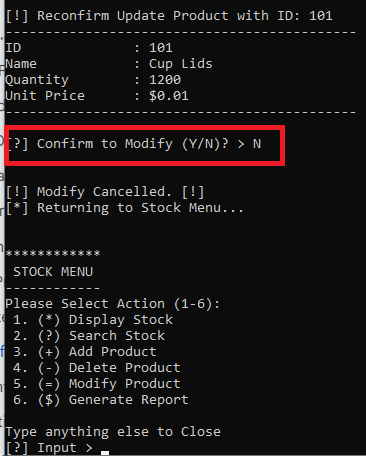 [!] Reconfirm Update Product with ID: 101
--------------------------------------------
ID : 101
Name : Cup Lids
Quantity : 1200
Unit Price : $0.01
--------------------------------------------
[?] Confirm to Modify (Y/N)? > N
[!] Modify Cancelled. [!]
[*] Returning to Stock Menu...
************
STOCK MENU
------------
Please Select Action (1-6):
1. (*) Display Stock
2. (?) Search Stock
3. (+) Add Product
4. (-) Delete Product
5. (=) Modify Product
6. ($) Generate Report
Type anything else to Close
[?] Input >